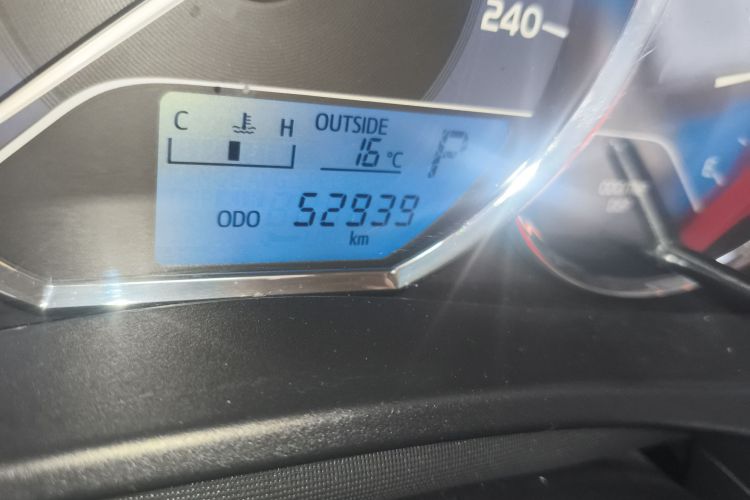 240
C H OUTSIDE
16°C P
ODO 52939
km
E